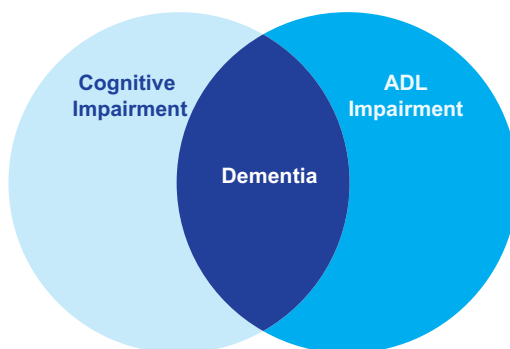 Cognitive
Impairment
ADL
Impairment
Dementia